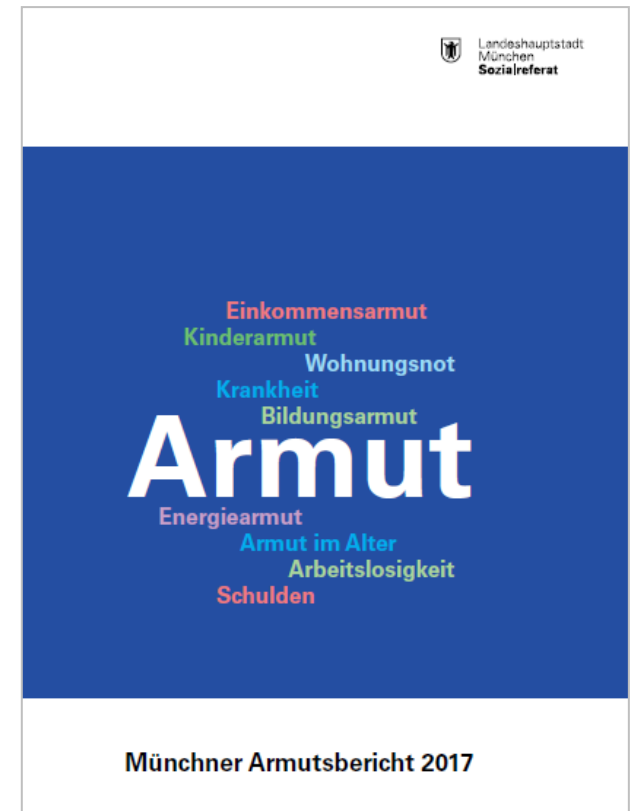 Landeshauptstadt
München
Sozialreferat
Einkommensarmut
Kinderarmut
Wohnungsnot
Krankheit
Bildungsarmut
Armut
Energiearmut
Armut im Alter
Arbeitslosigkeit
Schulden
Münchner Armutsbericht 2017